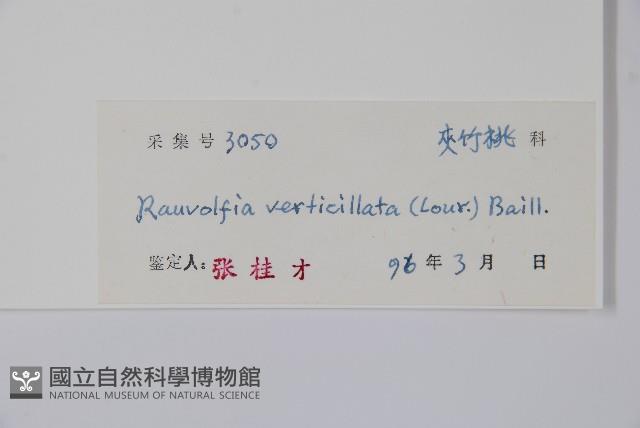 采集号 3050 夾竹桃 科
Rauvolfia verticillata (Lour.) Baill.
鉴定人: 张桂才 96 年 3 月 日
國立自然科學博物館
NATIONAL MUSEUM OF NATURAL SCIENCE